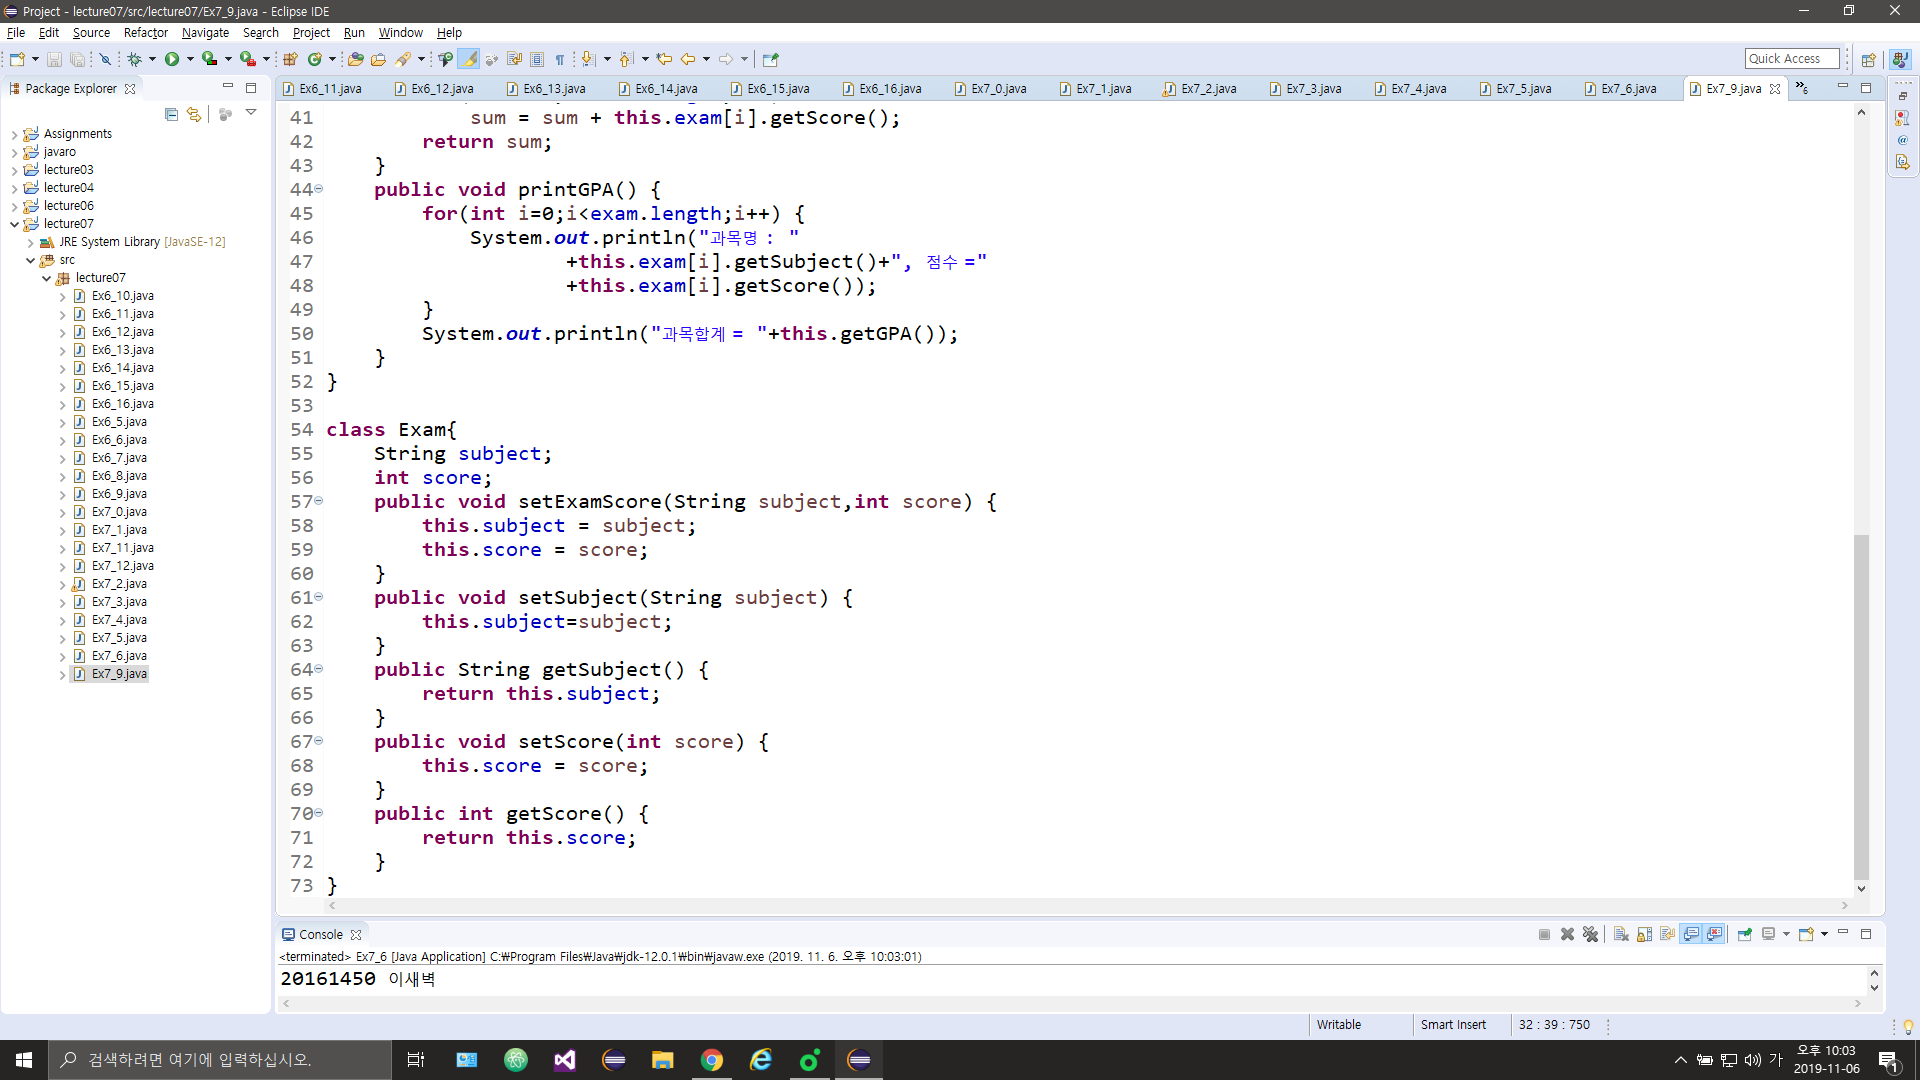 Project - lecture07/src/lecture07/Ex7_9.java - Eclipse IDE
File Edit Source Refactor Navigate Search Project Run Window Help
Quick Access
Package Explorer
Ex6_11.java Ex6_12.java Ex6_13.java Ex6_14.java Ex6_15.java Ex6_16.java Ex7_0.java Ex7_1.java Ex7_2.java Ex7_3.java Ex7_4.java Ex7_5.java Ex7_6.java Ex7_9.java »6
Assignments
javaro
lecture03
lecture04
lecture06
lecture07
JRE System Library [JavaSE-12]
src
lecture07
Ex6_10.java
Ex6_11.java
Ex6_12.java
Ex6_13.java
Ex6_14.java
Ex6_15.java
Ex6_16.java
Ex6_5.java
Ex6_6.java
Ex6_7.java
Ex6_8.java
Ex6_9.java
Ex7_0.java
Ex7_1.java
Ex7_11.java
Ex7_12.java
Ex7_2.java
Ex7_3.java
Ex7_4.java
Ex7_5.java
Ex7_6.java
Ex7_9.java
41 sum = sum + this.exam[i].getScore();
42 return sum;
43 }
44 public void printGPA() {
45 for(int i=0;i<exam.length;i++) {
46 System.out.println("과목명 : "
47 +this.exam[i].getSubject()+", 점수 ="
48 +this.exam[i].getScore());
49 }
50 System.out.println("과목합계 = "+this.getGPA());
51 }
52 }
53
54 class Exam{
55 String subject;
56 int score;
57 public void setExamScore(String subject,int score) {
58 this.subject = subject;
59 this.score = score;
60 }
61 public void setSubject(String subject) {
62 this.subject=subject;
63 }
64 public String getSubject() {
65 return this.subject;
66 }
67 public void setScore(int score) {
68 this.score = score;
69 }
70 public int getScore() {
71 return this.score;
72 }
73 }
Console
<terminated> Ex7_6 [Java Application] C:₩Program Files₩Java₩jdk-12.0.1₩bin₩javaw.exe (2019. 11. 6. 오후 10:03:01)
20161450 이새벽
Writable Smart Insert 32 : 39 : 750
검색하려면 여기에 입력하십시오.
가
오후 10:03
2019-11-06
1